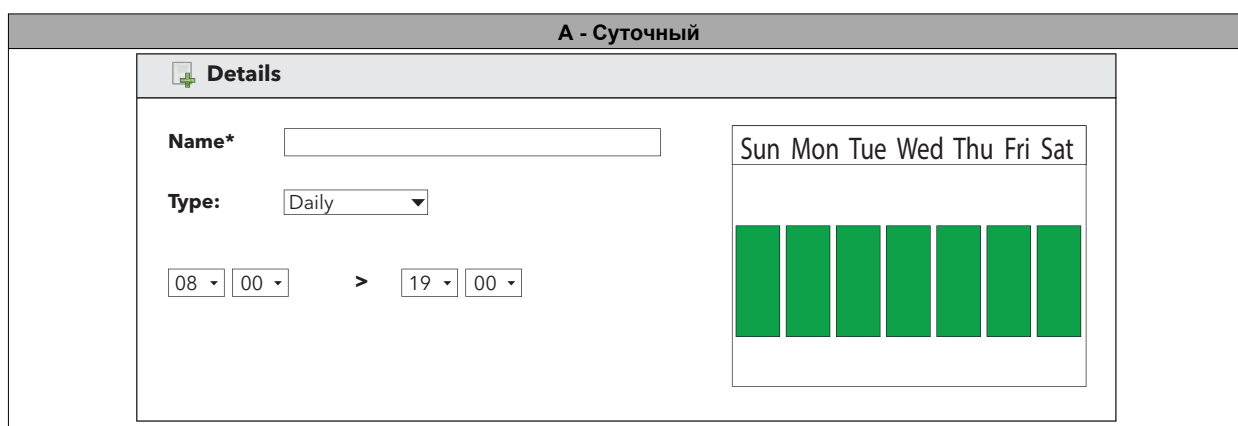 А - Суточный
Details
Name*
Sun Mon Tue Wed Thu Fri Sat
Type: Daily
08 00 > 19 00